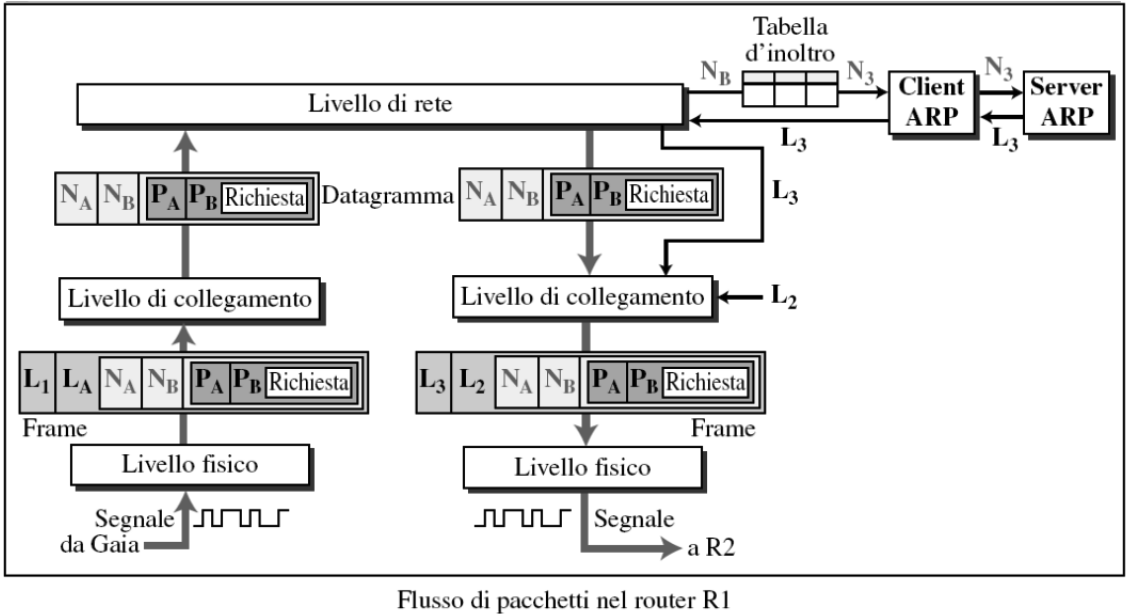 Tabella
d'inoltro
N_B
N_3
N_3
Livello di rete
Client
ARP
Server
ARP
L_3
L_3
N_A N_B P_A P_B Richiesta
Datagramma
N_A N_B P_A P_B Richiesta
L_3
Livello di collegamento
Livello di collegamento
L_2
L_1 L_A N_A N_B P_A P_B Richiesta
L_3 L_2 N_A N_B P_A P_B Richiesta
Frame
Frame
Livello fisico
Livello fisico
Segnale
da Gaia
Segnale
a R2
Flusso di pacchetti nel router R1